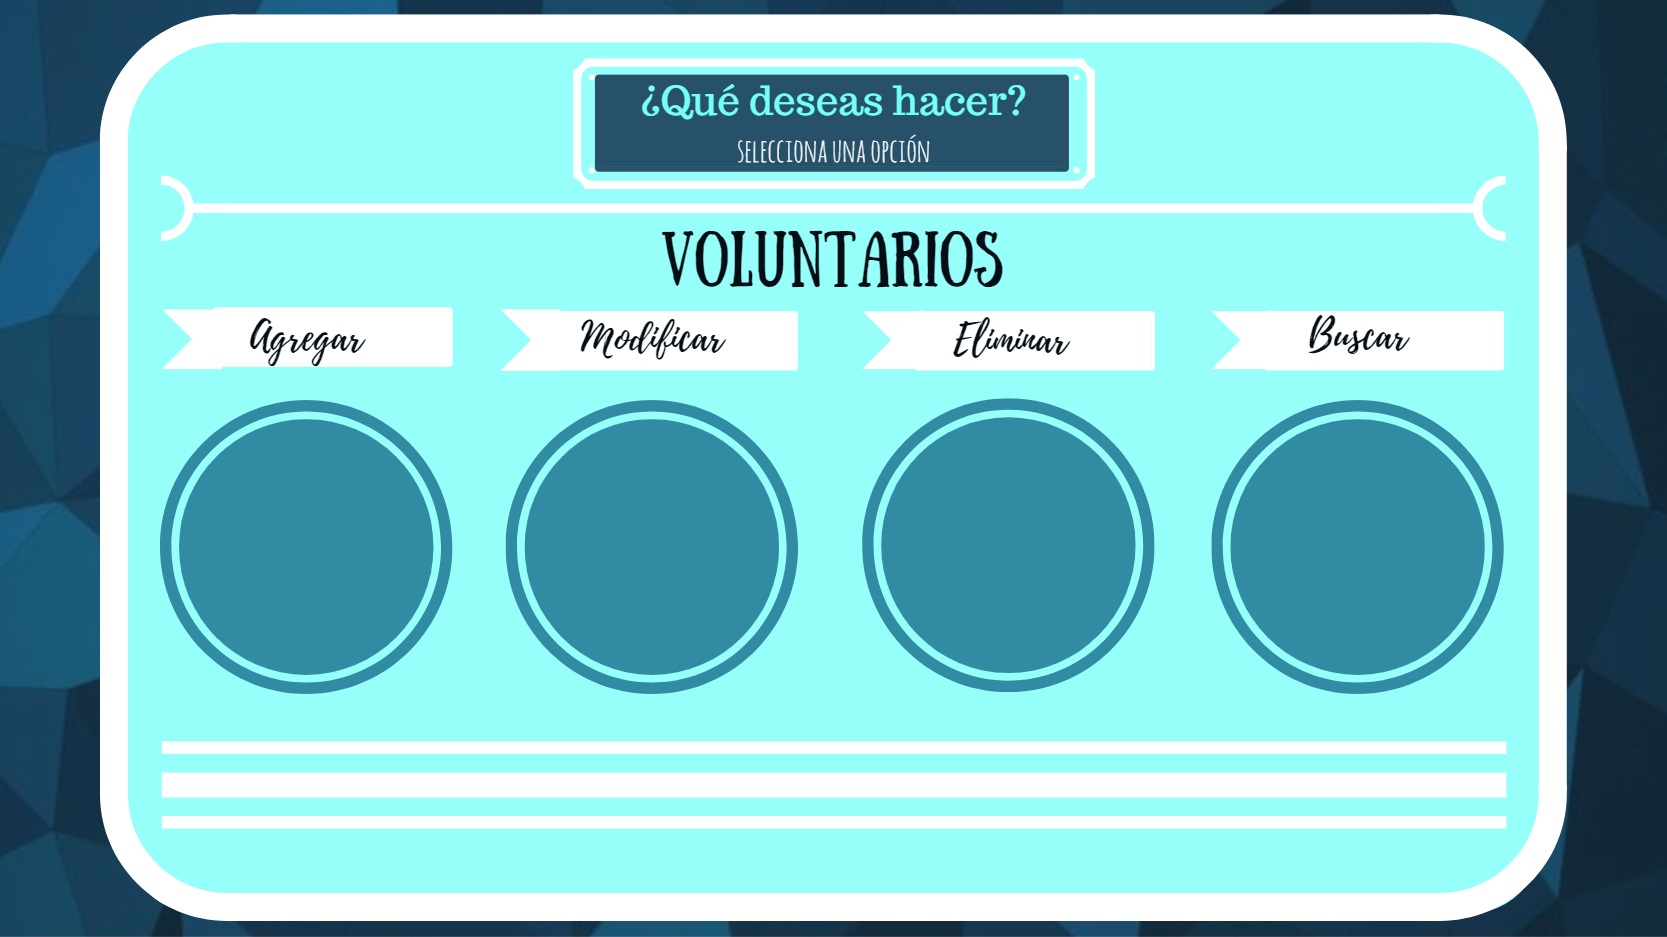 ¿Qué deseas hacer?
SELECCIONA UNA OPCIÓN
VOLUNTARIOS
Agregar
Modificar
Eliminar
Buscar